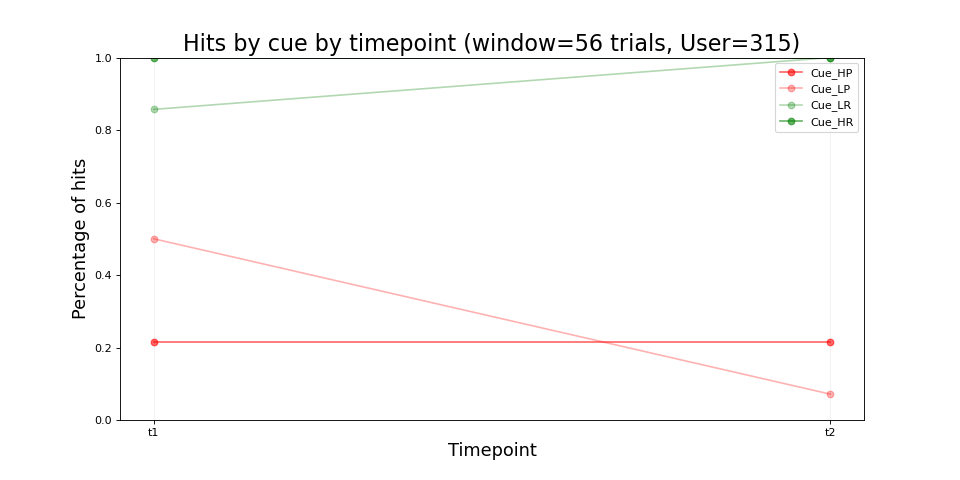 Hits by cue by timepoint (window=56 trials, User=315)
Percentage of hits
1.0
0.8
0.6
0.4
0.2
0.0
Cue_HP
Cue_LP
Cue_LR
Cue_HR
t1
t2
Timepoint